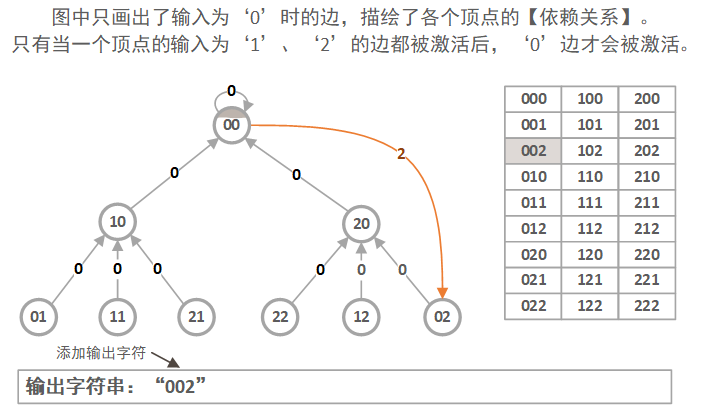 图中只画出了输入为‘0’时的边，描绘了各个顶点的【依赖关系】。
只有当一个顶点的输入为‘1’、‘2’的边都被激活后，‘0’边才会被激活。
0
00
000 100 200
001 101 201
2
002 102 202
0 0
010 110 210
10 20
011 111 211
012 112 212
0 0 0 0 0 0
020 120 220
021 121 221
01 11 21 22 12 02
022 122 222
添加输出字符
输出字符串：“002”